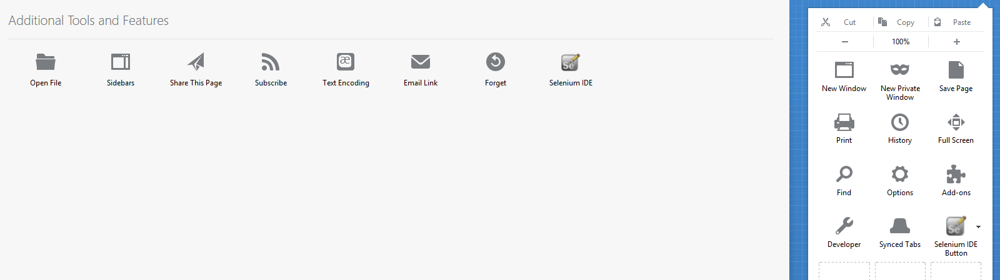 Additional Tools and Features
Open File
Sidebars
Share This Page
Subscribe
æ
Text Encoding
Email Link
Forget
Se
Selenium IDE
Cut
Copy
Paste
− 100% +
New Window
New Private
Window
Save Page
Print
History
Full Screen
Find
Options
Add-ons
Developer
Synced Tabs
Se
Selenium IDE
Button